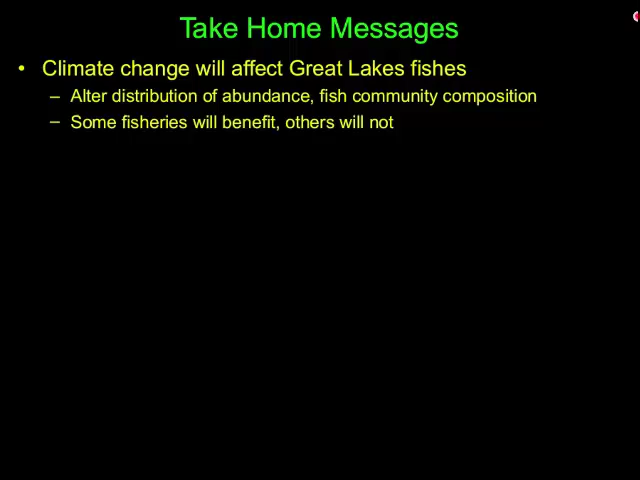 Take Home Messages
• Climate change will affect Great Lakes fishes
– Alter distribution of abundance, fish community composition
– Some fisheries will benefit, others will not